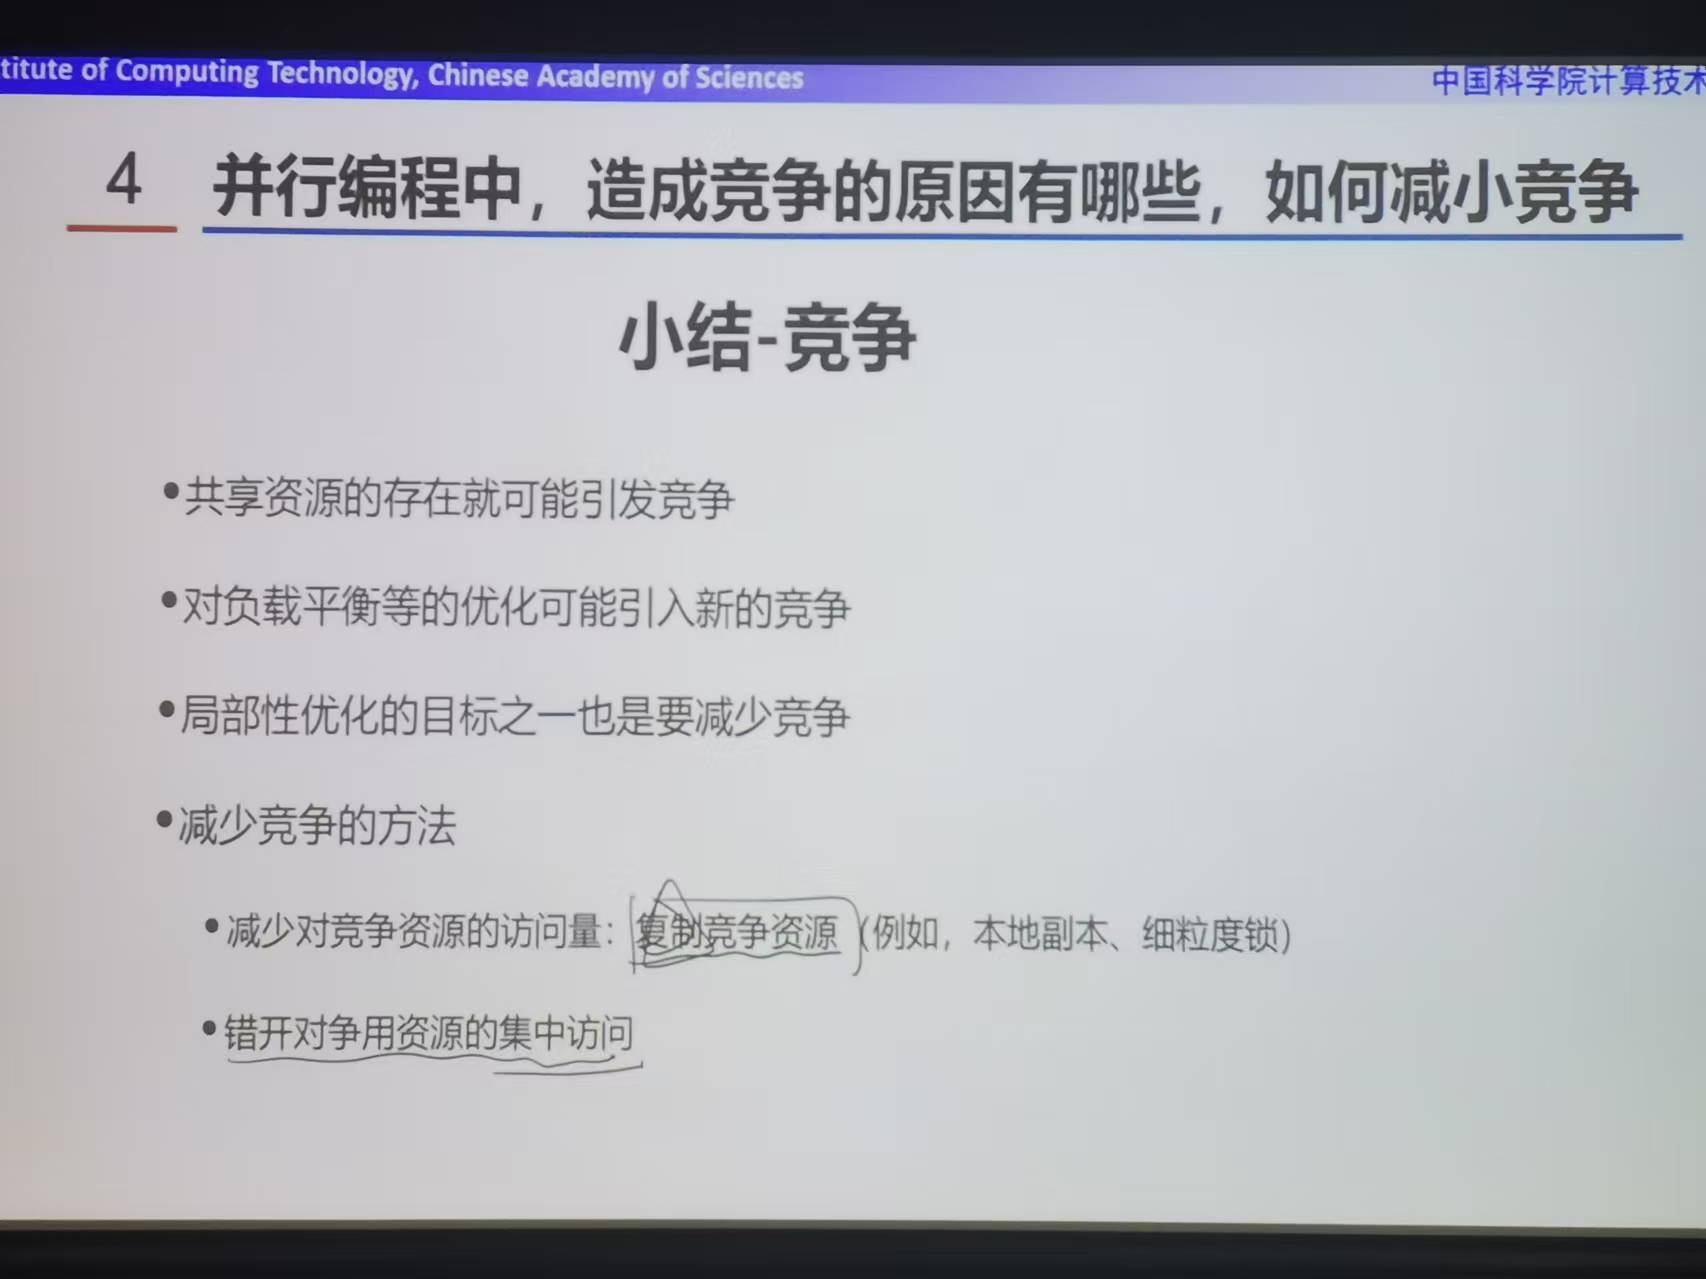 titute of Computing Technology, Chinese Academy of Sciences
中国科学院计算技术
4 并行编程中，造成竞争的原因有哪些，如何减小竞争
小结-竞争
•共享资源的存在就可能引发竞争
•对负载平衡等的优化可能引入新的竞争
•局部性优化的目标之一也是要减少竞争
•减少竞争的方法
•减少对竞争资源的访问量：复制竞争资源（例如，本地副本、细粒度锁）
•错开对争用资源的集中访问